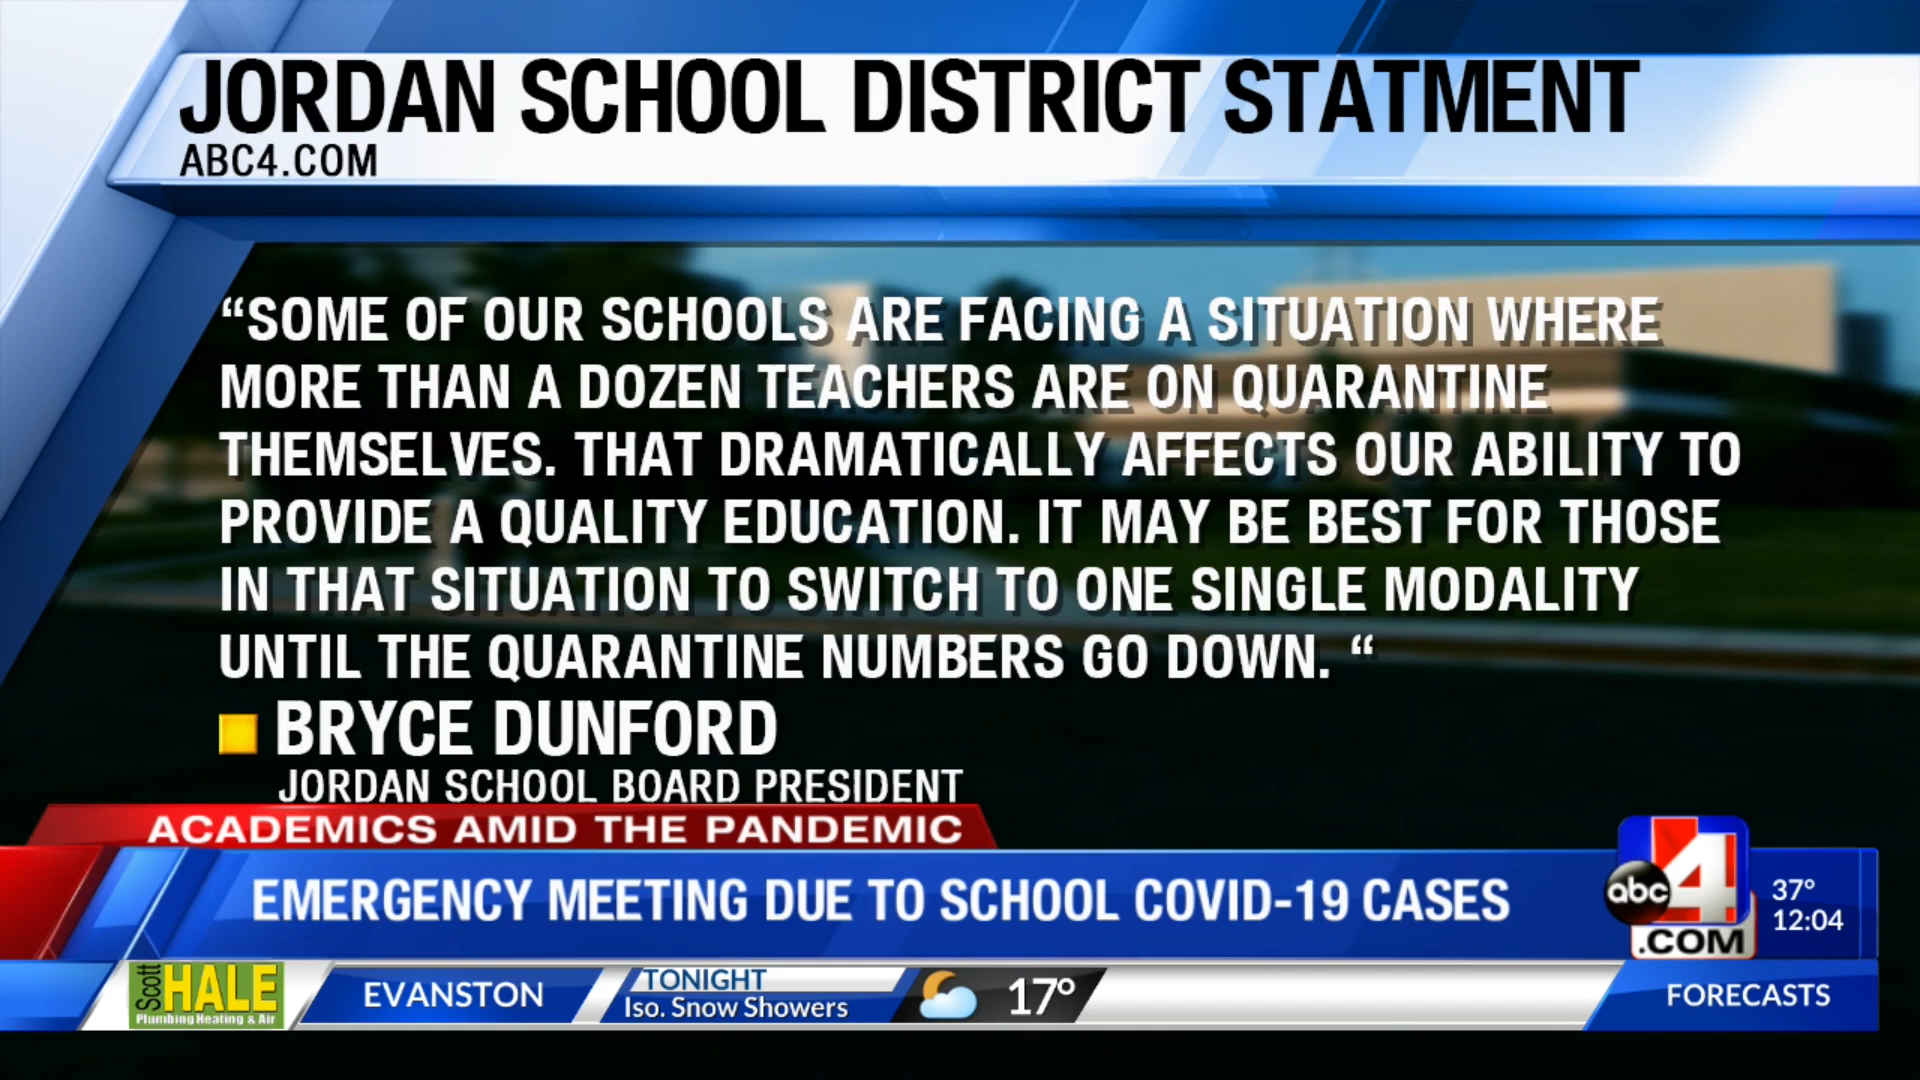 JORDAN SCHOOL DISTRICT STATMENT
ABC4.COM
“SOME OF OUR SCHOOLS ARE FACING A SITUATION WHERE
MORE THAN A DOZEN TEACHERS ARE ON QUARANTINE
THEMSELVES. THAT DRAMATICALLY AFFECTS OUR ABILITY TO
PROVIDE A QUALITY EDUCATION. IT MAY BE BEST FOR THOSE
IN THAT SITUATION TO SWITCH TO ONE SINGLE MODALITY
UNTIL THE QUARANTINE NUMBERS GO DOWN. “
BRYCE DUNFORD
JORDAN SCHOOL BOARD PRESIDENT
ACADEMICS AMID THE PANDEMIC
EMERGENCY MEETING DUE TO SCHOOL COVID-19 CASES
abc 4
.COM
37°
12:04
Scott HALE
Plumbing Heating & Air
EVANSTON
TONIGHT
Iso. Snow Showers
17°
FORECASTS